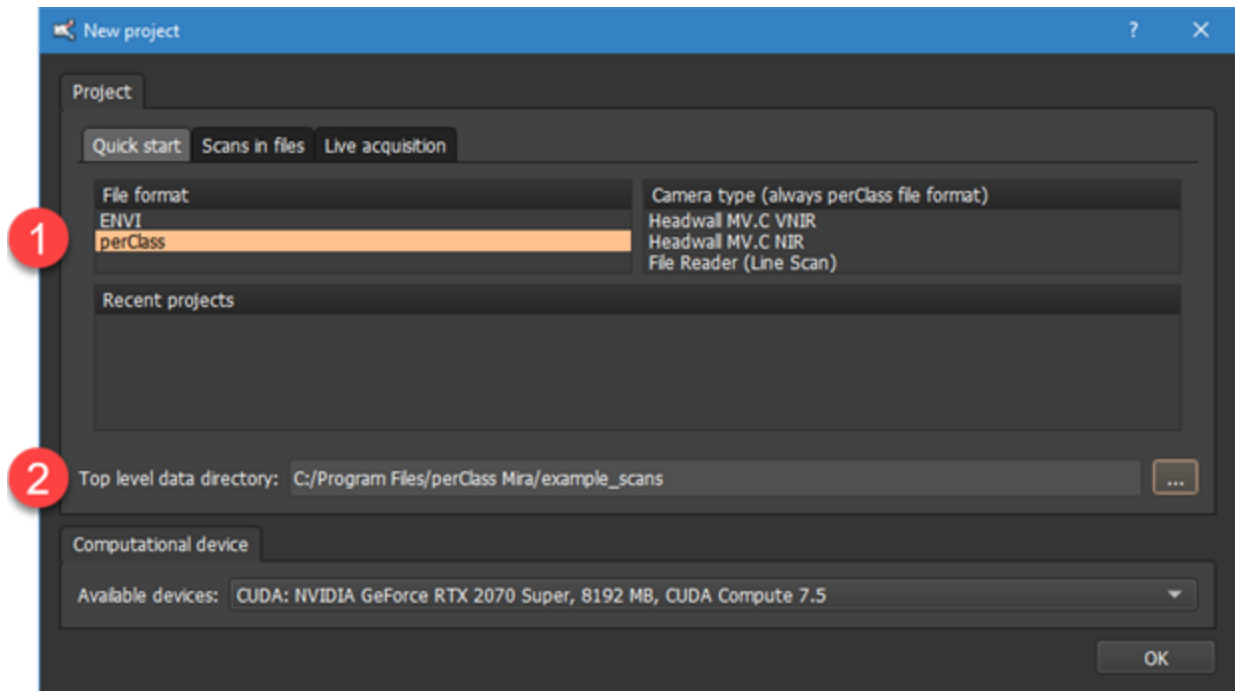 New project
?
Project
Quick start Scans in files Live acquisition
File format
ENVI
perClass
Camera type (always perClass file format)
Headwall MV.C VNIR
Headwall MV.C NIR
File Reader (Line Scan)
1
Recent projects
2
Top level data directory: C:/Program Files/perClass Mira/example_scans ...
Computational device
Available devices: CUDA: NVIDIA GeForce RTX 2070 Super, 8192 MB, CUDA Compute 7.5
OK